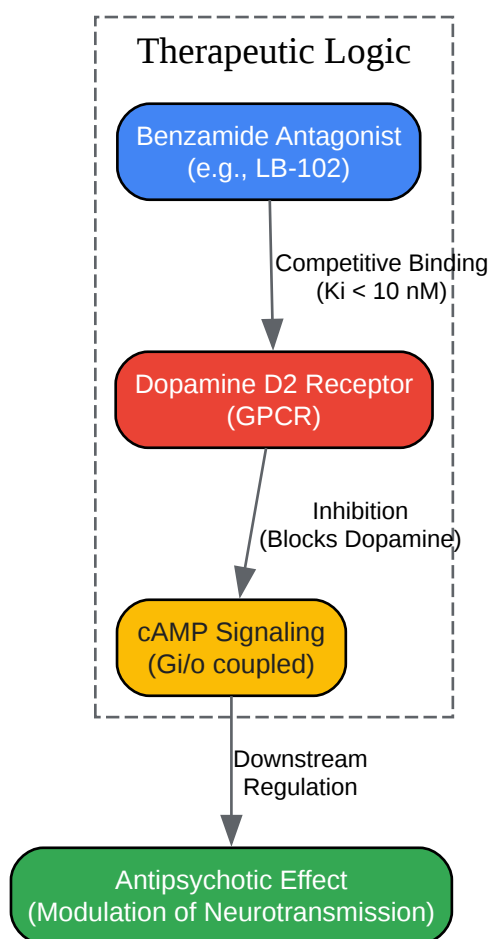 Therapeutic Logic
Benzamide Antagonist
(e.g., LB-102)
Competitive Binding
(Ki < 10 nM)
Dopamine D2 Receptor
(GPCR)
Inhibition
(Blocks Dopamine)
cAMP Signaling
(Gi/o coupled)
Downstream
Regulation
Antipsychotic Effect
(Modulation of Neurotransmission)